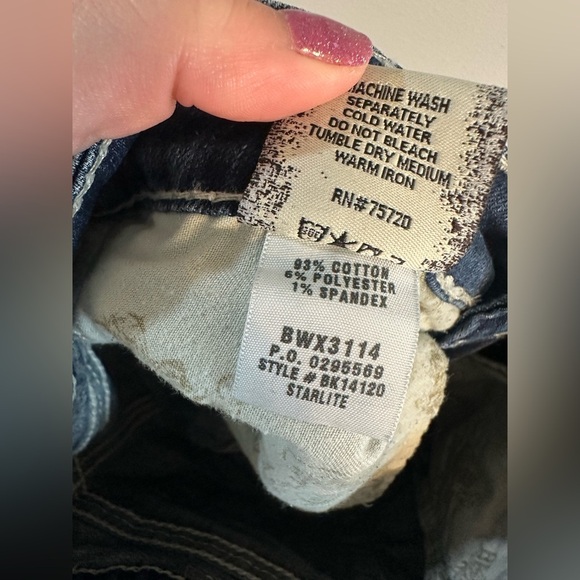 MACHINE WASH
SEPARATELY
COLD WATER
DO NOT BLEACH
TUMBLE DRY MEDIUM
WARM IRON
RN#75720
93% COTTON
6% POLYESTER
1% SPANDEX
BWX3114
P.O. 0295569
STYLE # BK14120
STARLITE